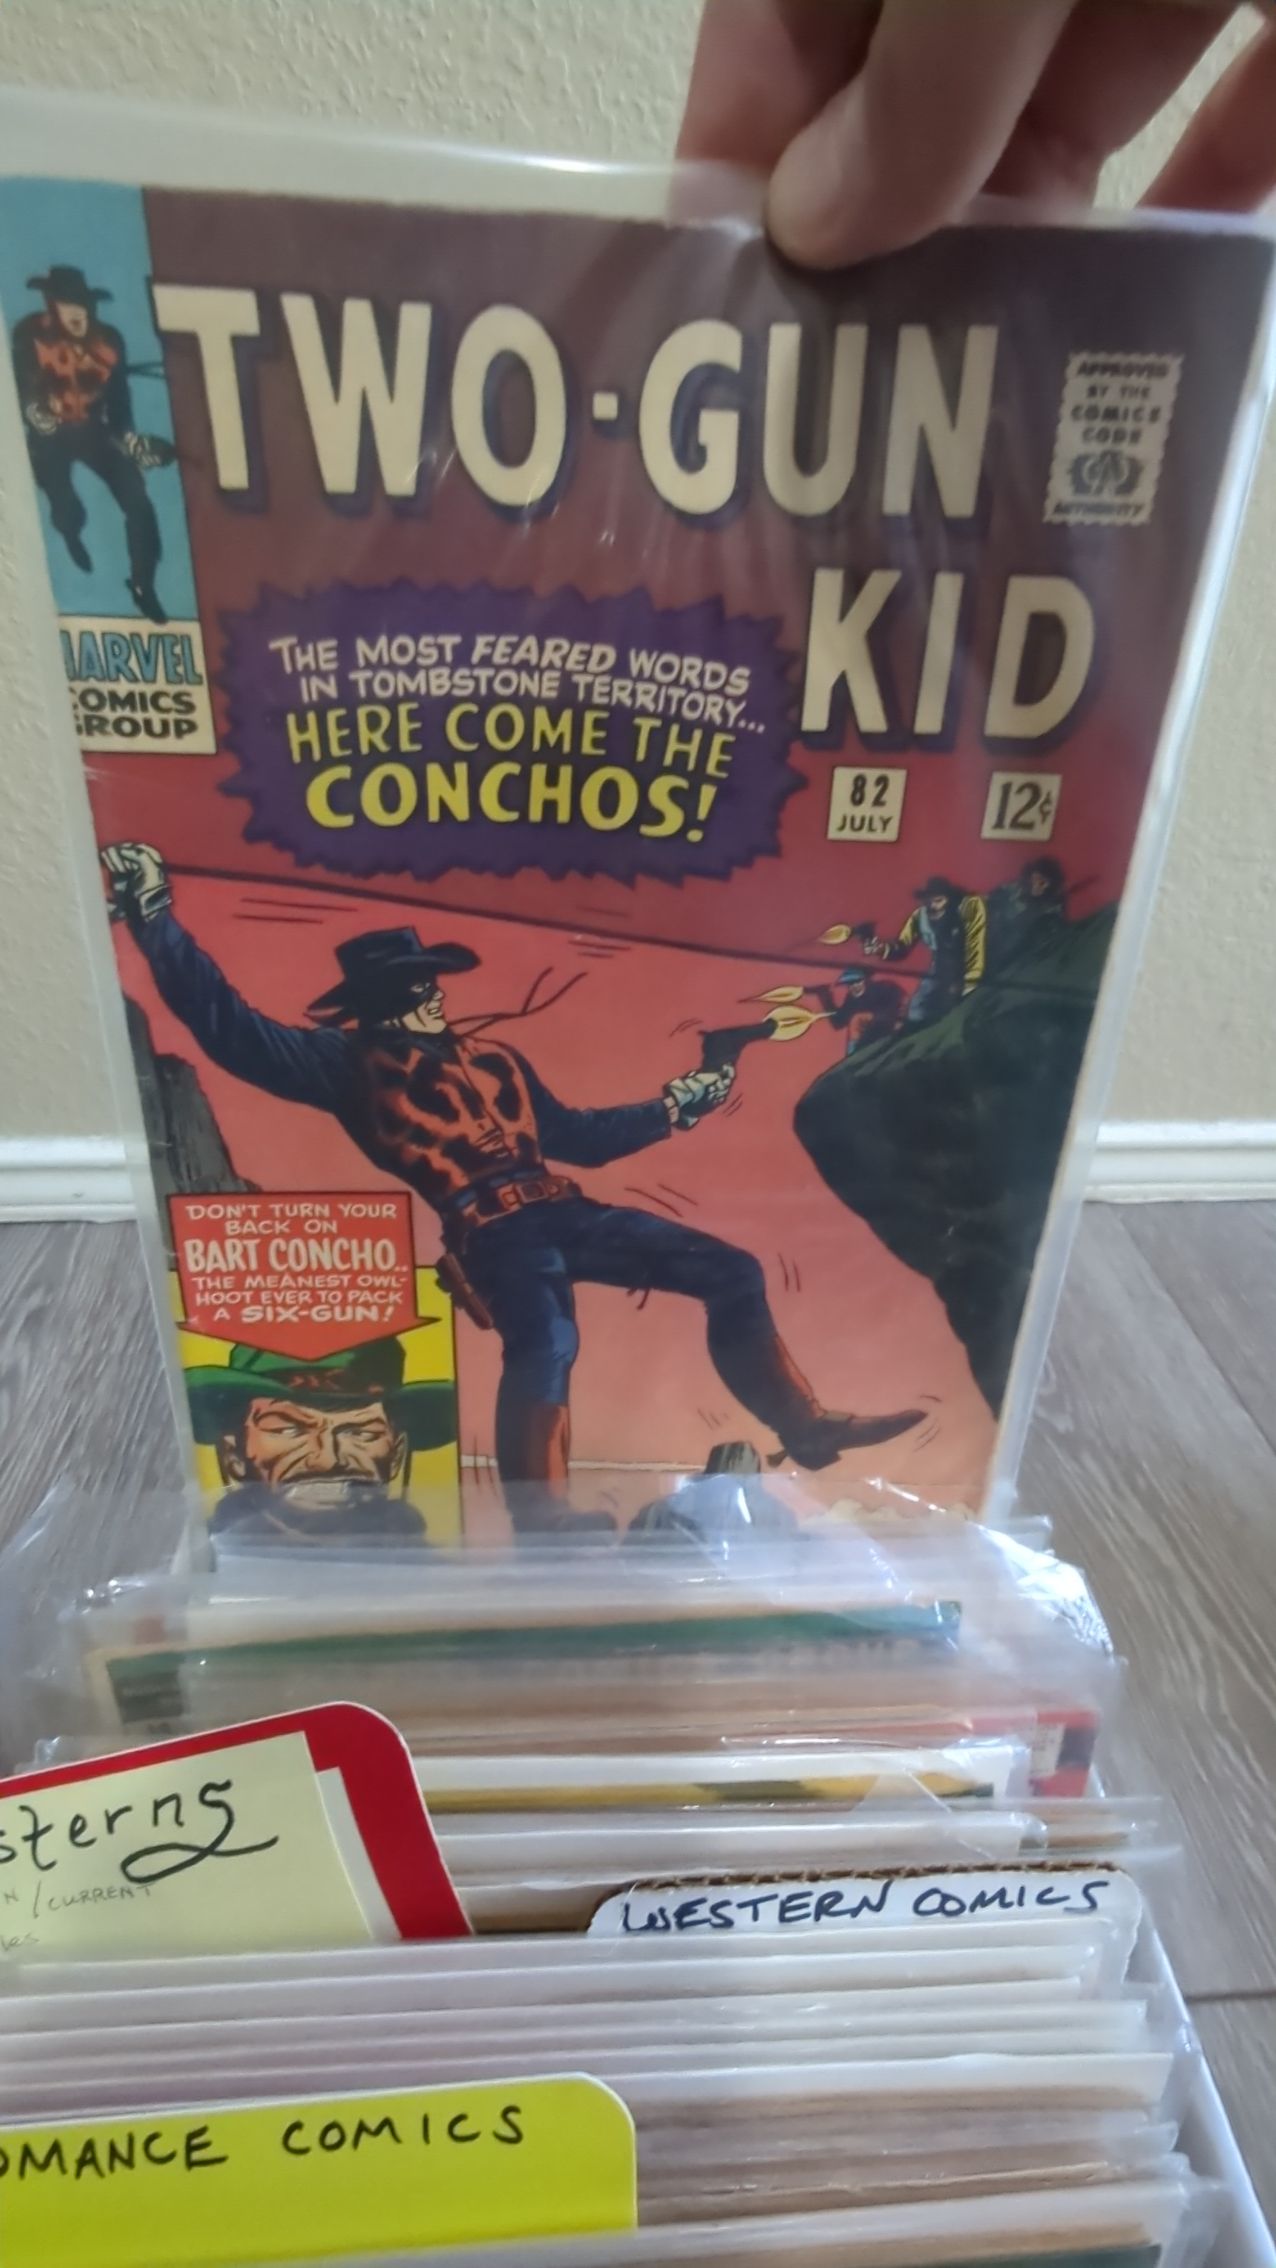 TWO-GUN
KID
APPROVED
BY THE
COMICS
CODE
AUTHORITY
MARVEL
COMICS
GROUP
THE MOST FEARED WORDS
IN TOMBSTONE TERRITORY...
HERE COME THE
CONCHOS!
82
JULY
12¢
DON'T TURN YOUR
BACK ON
BART CONCHO..
THE MEANEST OWL-
HOOT EVER TO PACK
A SIX-GUN!
sterns
N/CURRENT
WESTERN COMICS
OMANCE COMICS